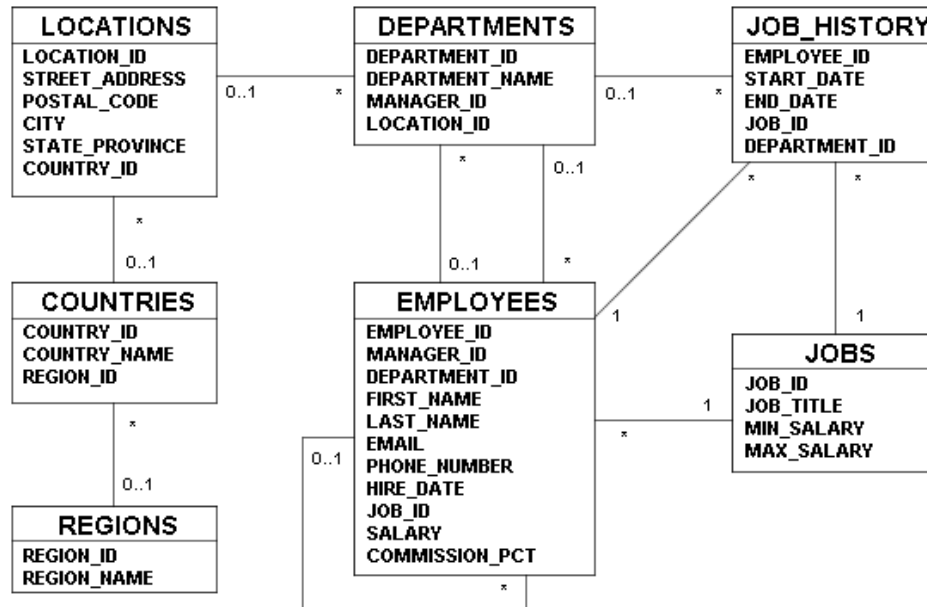 LOCATIONS
LOCATION_ID
STREET_ADDRESS
POSTAL_CODE
CITY
STATE_PROVINCE
COUNTRY_ID
0..1
*
DEPARTMENTS
DEPARTMENT_ID
DEPARTMENT_NAME
MANAGER_ID
LOCATION_ID
0..1
*
JOB_HISTORY
EMPLOYEE_ID
START_DATE
END_DATE
JOB_ID
DEPARTMENT_ID
*
0..1
*
0..1
0..1
*
*
1
*
1
COUNTRIES
COUNTRY_ID
COUNTRY_NAME
REGION_ID
*
0..1
REGIONS
REGION_ID
REGION_NAME
EMPLOYEES
EMPLOYEE_ID
MANAGER_ID
DEPARTMENT_ID
FIRST_NAME
LAST_NAME
EMAIL
PHONE_NUMBER
HIRE_DATE
JOB_ID
SALARY
COMMISSION_PCT
0..1
*
1
*
JOBS
JOB_ID
JOB_TITLE
MIN_SALARY
MAX_SALARY